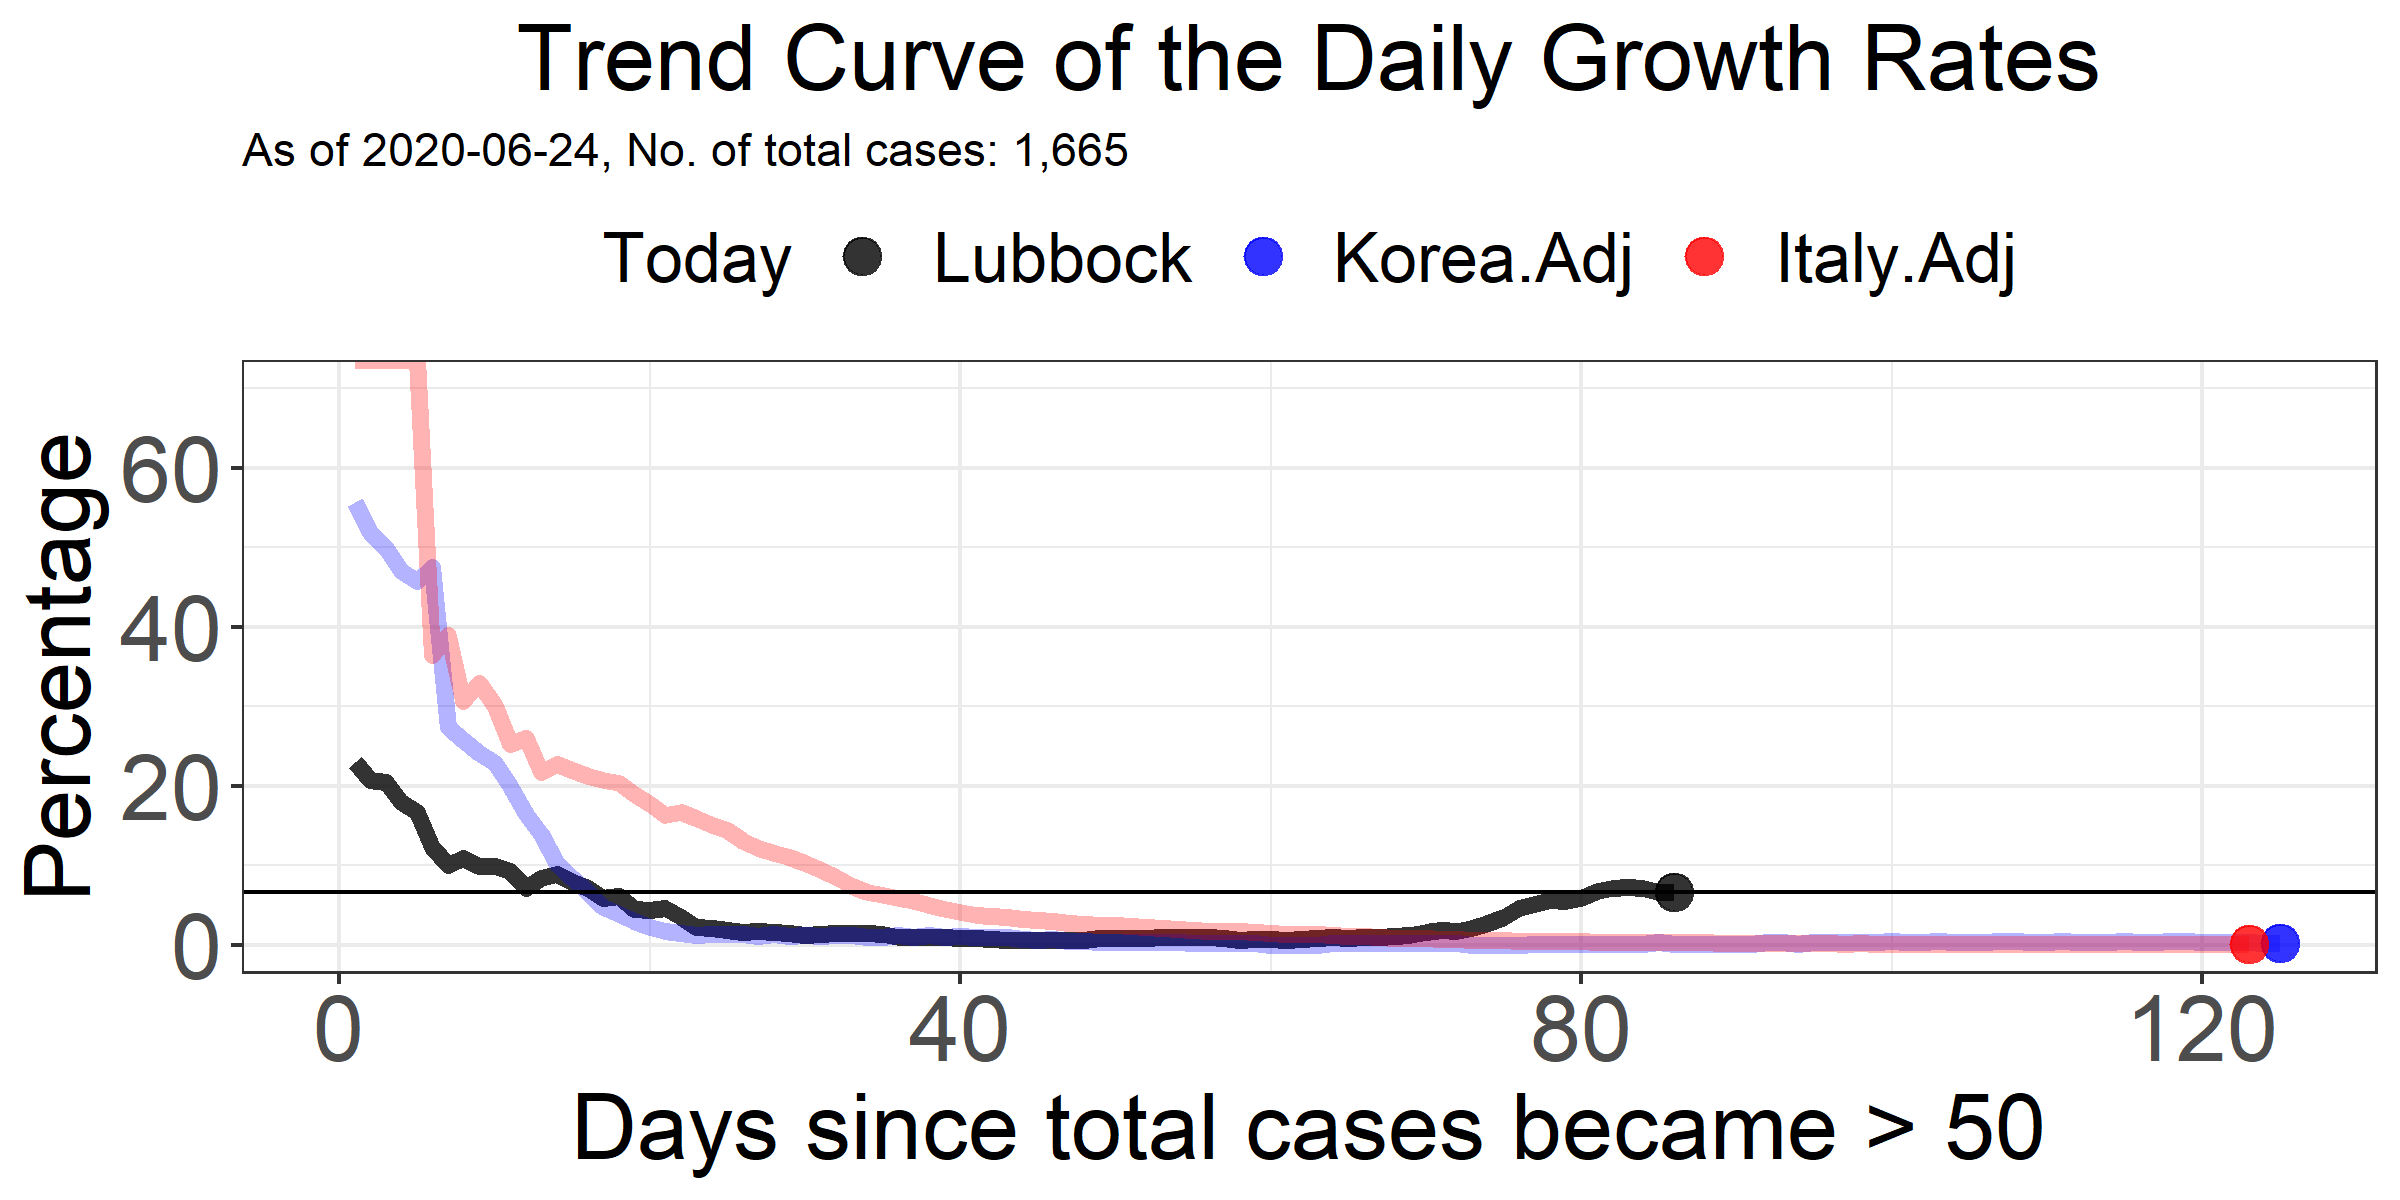 Trend Curve of the Daily Growth Rates
As of 2020-06-24, No. of total cases: 1,665
Today Lubbock Korea.Adj Italy.Adj
Percentage
60
40
20
0
0 40 80 120
Days since total cases became > 50